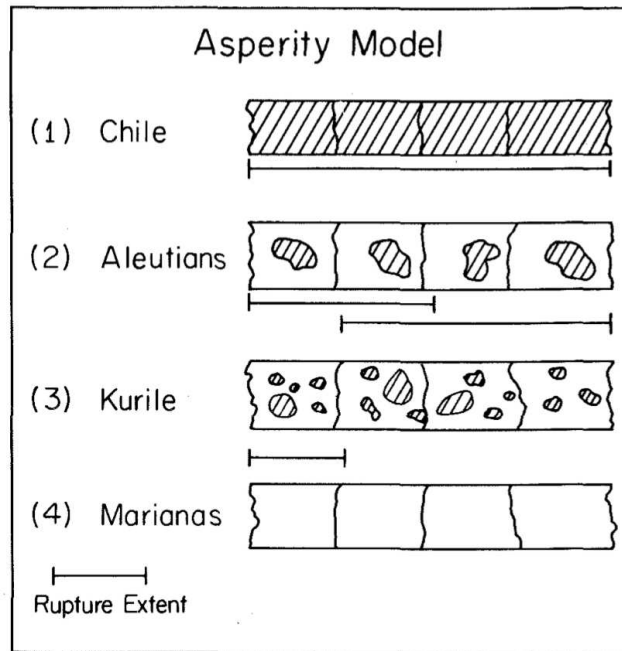 Asperity Model
(1) Chile
(2) Aleutians
(3) Kurile
(4) Marianas
Rupture Extent